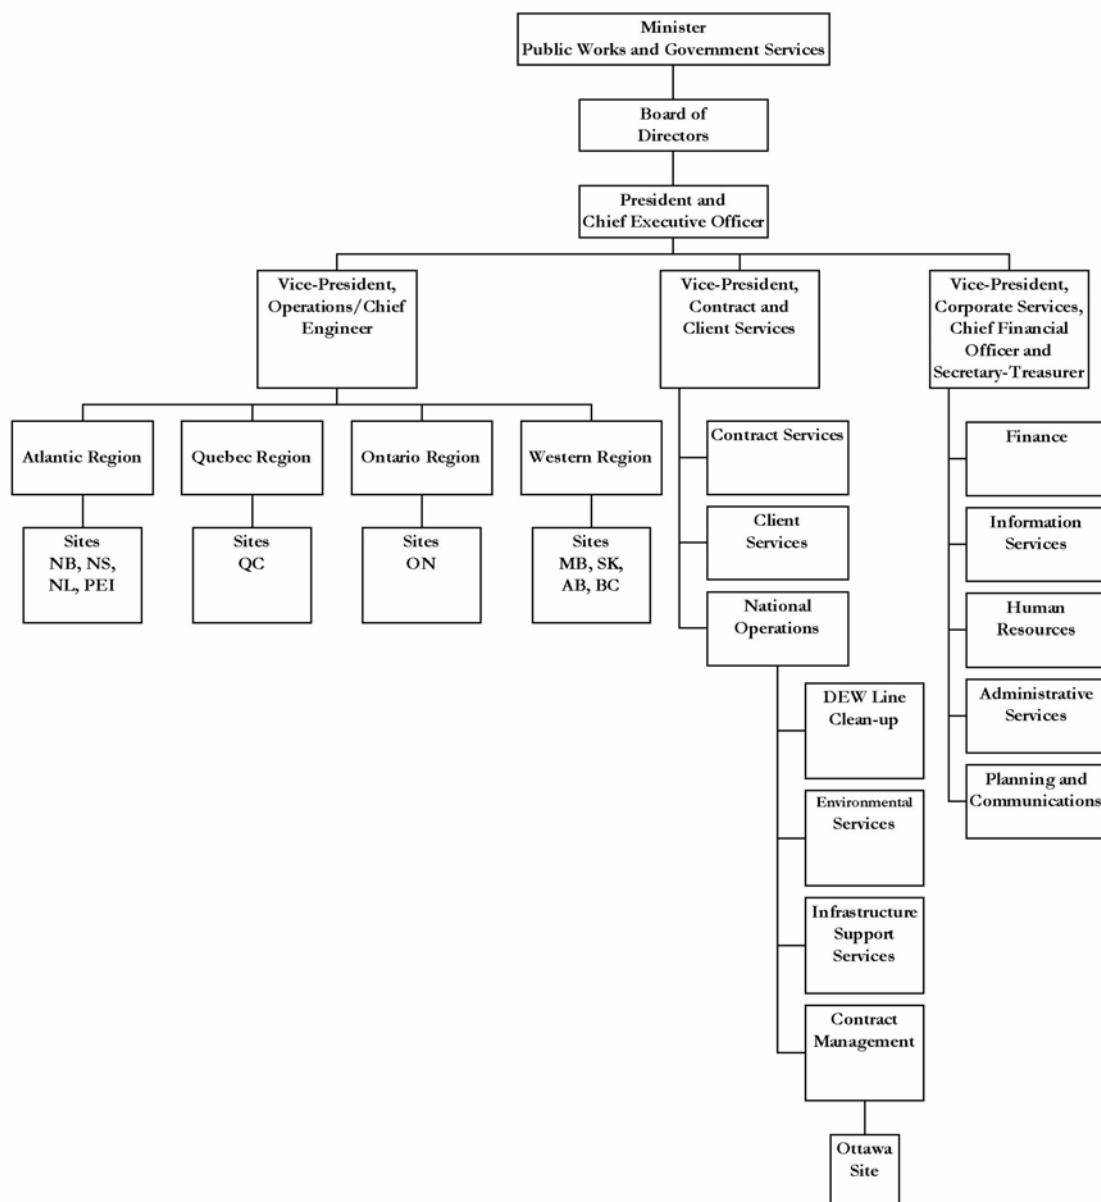 Minister
Public Works and Government Services
Board of
Directors
President and
Chief Executive Officer
Vice-President,
Operations/Chief
Engineer
Vice-President,
Contract and
Client Services
Vice-President,
Corporate Services,
Chief Financial
Officer and
Secretary-Treasurer
Atlantic Region
Quebec Region
Ontario Region
Western Region
Sites
NB, NS,
NL, PEI
Sites
QC
Sites
ON
Sites
MB, SK,
AB, BC
Contract Services
Client
Services
National
Operations
DEW Line
Clean-up
Environmental
Services
Infrastructure
Support
Services
Contract
Management
Ottawa
Site
Finance
Information
Services
Human
Resources
Administrative
Services
Planning and
Communications